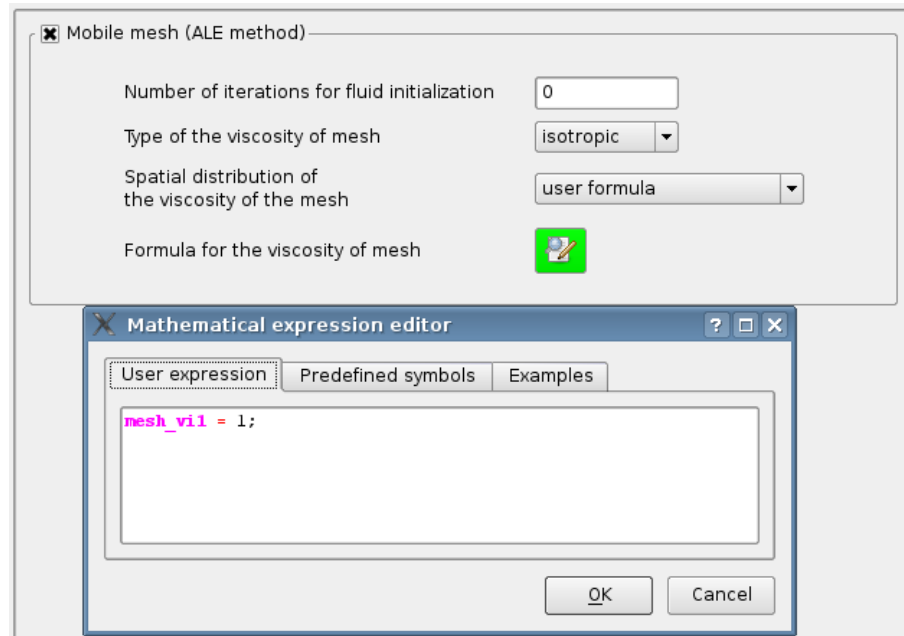 Mobile mesh (ALE method)
Number of iterations for fluid initialization
0
Type of the viscosity of mesh
isotropic
Spatial distribution of
the viscosity of the mesh
user formula
Formula for the viscosity of mesh
Mathematical expression editor
?
User expression
Predefined symbols
Examples
mesh_vi1 = 1;
OK
Cancel